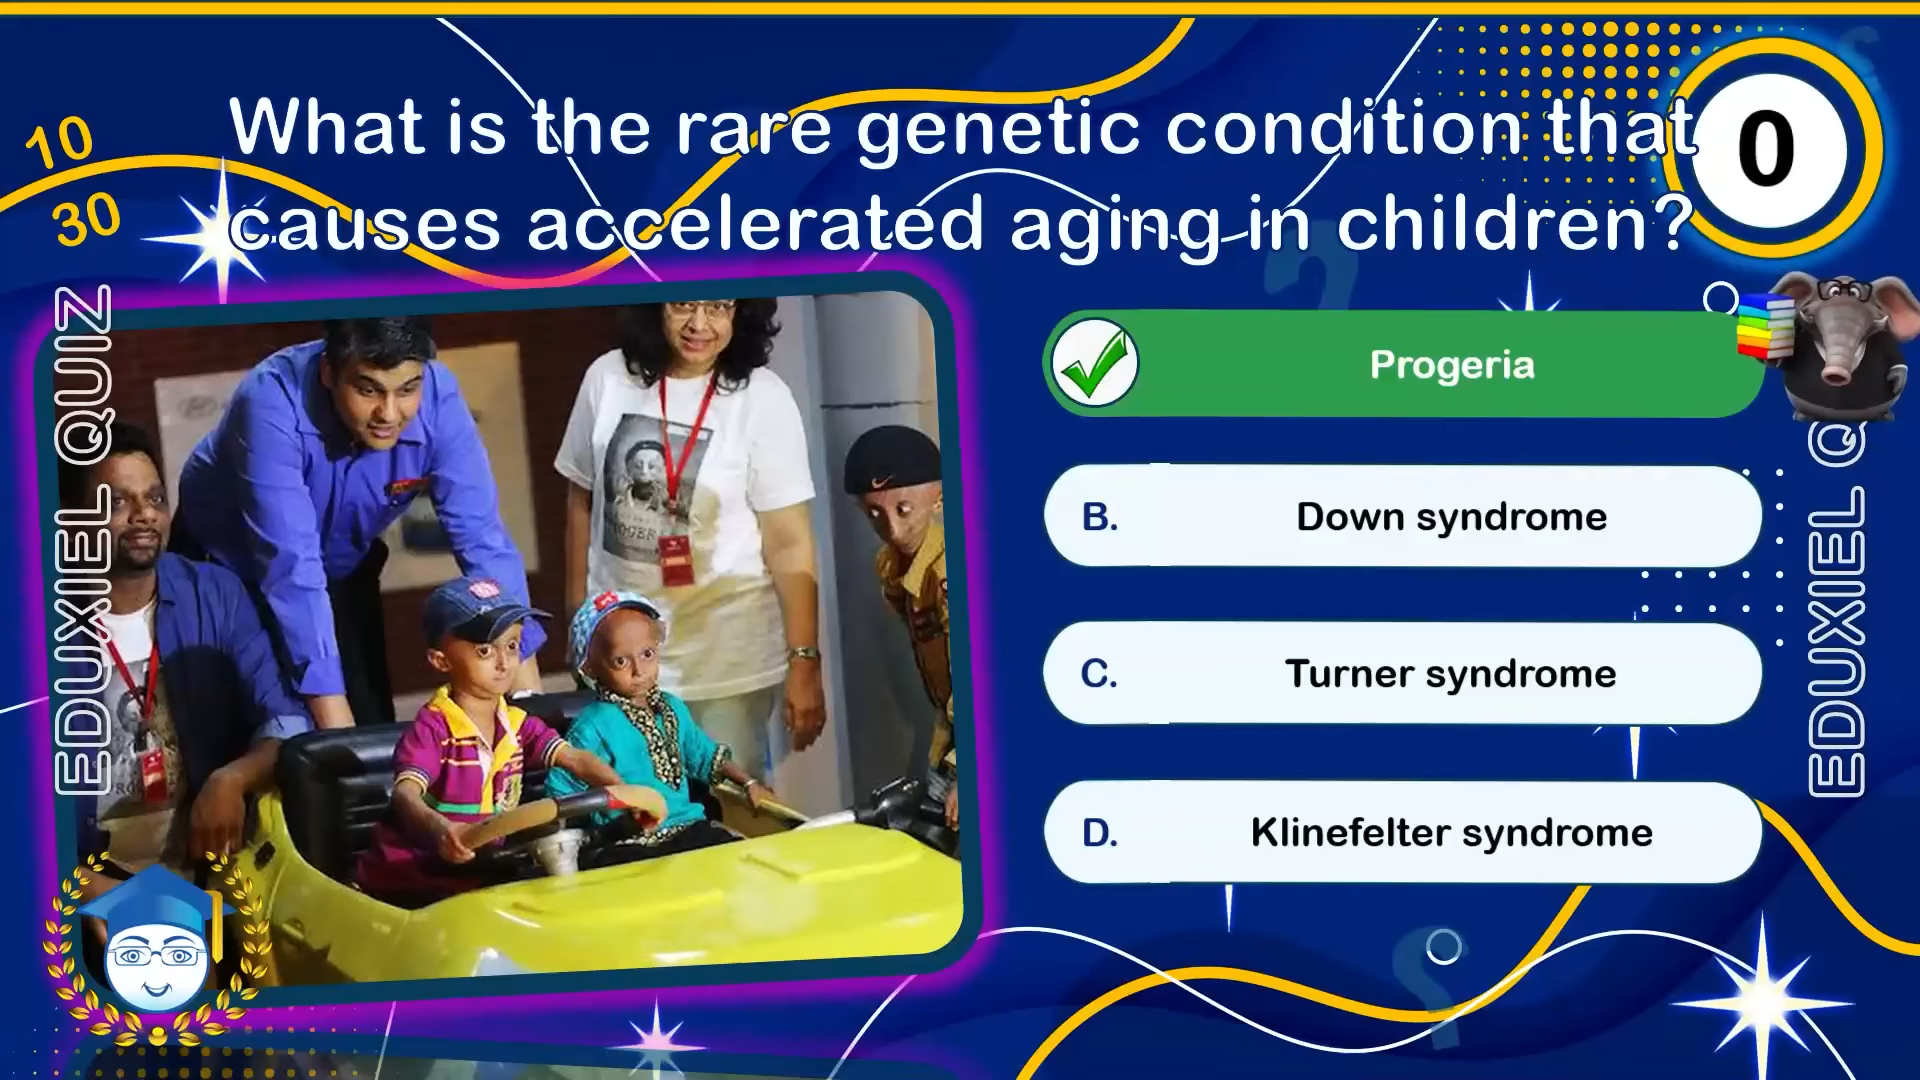 What is the rare genetic condition that
causes accelerated aging in children?
10
30
0
EDUXIEL QUIZ
Progeria
B. Down syndrome
C. Turner syndrome
D. Klinefelter syndrome
EDUXIEL Q
PROGER